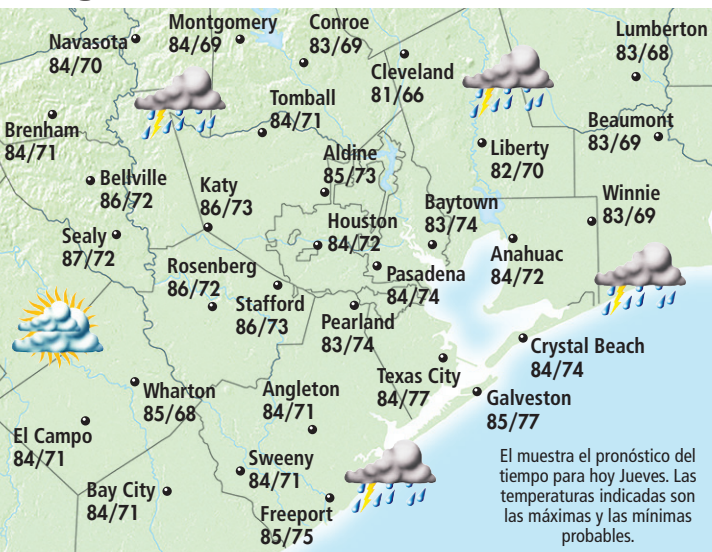 Montgomery
84/69
Conroe
83/69
Lumberton
83/68
Navasota
84/70
Cleveland
81/66
Tomball
84/71
Beaumont
83/69
Brenham
84/71
Liberty
82/70
Aldine
85/73
Bellville
86/72
Katy
86/73
Baytown
83/74
Winnie
83/69
Houston
84/72
Sealy
87/72
Anahuac
84/72
Rosenberg
86/72
Pasadena
84/74
Stafford
86/73
Pearland
83/74
Crystal Beach
84/74
Texas City
84/77
Wharton
85/68
Angleton
84/71
Galveston
85/77
El Campo
84/71
Sweeny
84/71
Bay City
84/71
Freeport
85/75
El muestra el pronóstico del
tiempo para hoy Jueves. Las
temperaturas indicadas son
las máximas y las mínimas
probables.